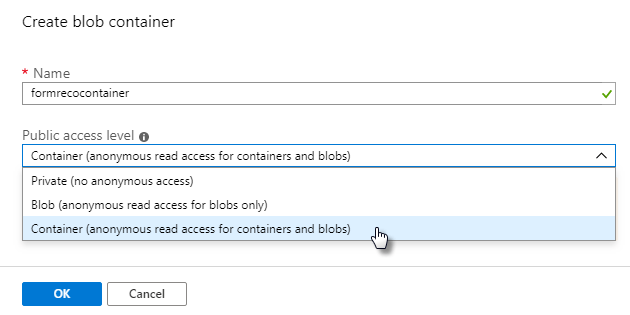 Create blob container
* Name
formrecocontainer
Public access level
Container (anonymous read access for containers and blobs)
Private (no anonymous access)
Blob (anonymous read access for blobs only)
Container (anonymous read access for containers and blobs)
OK Cancel